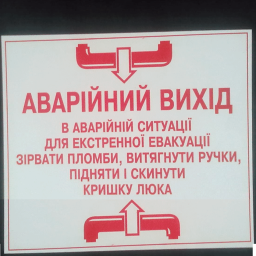 АВАРІЙНИЙ ВИХІД
В АВАРІЙНІЙ СИТУАЦІЇ
ДЛЯ ЕКСТРЕННОЇ ЕВАКУАЦІЇ
ЗІРВАТИ ПЛОМБИ, ВИТЯГНУТИ РУЧКИ,
ПІДНЯТИ І СКИНУТИ
КРИШКУ ЛЮКА